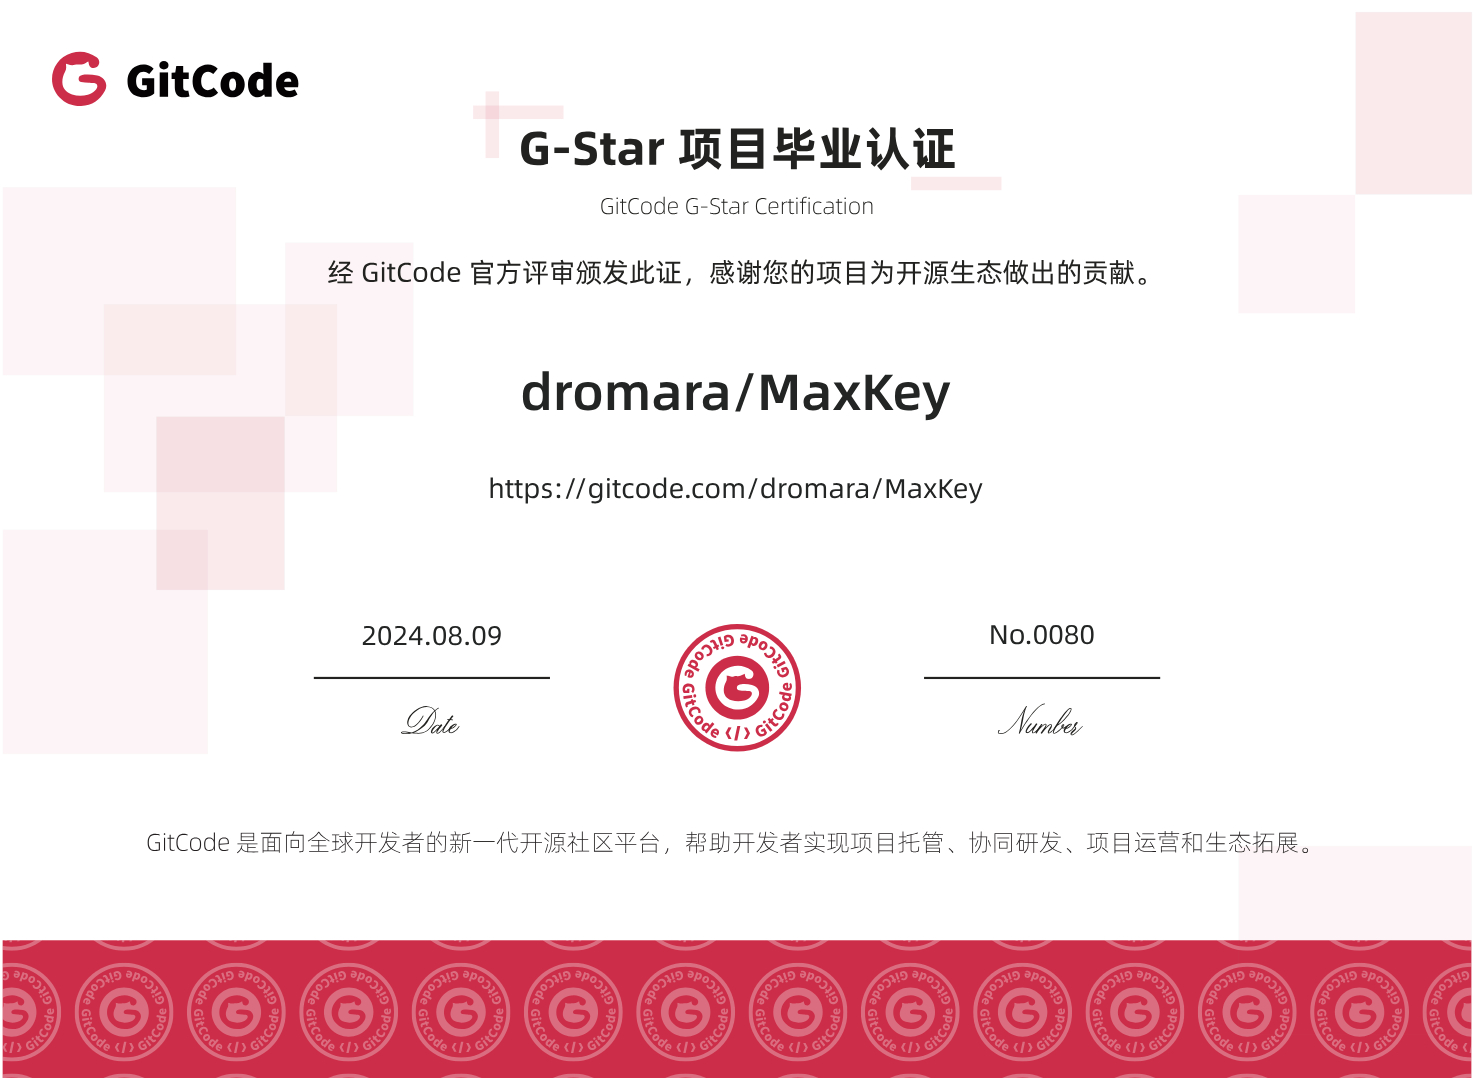 GitCode
G-Star 项目毕业认证
GitCode G-Star Certification
经 GitCode 官方评审颁发此证，感谢您的项目为开源生态做出的贡献。
dromara/MaxKey
https://gitcode.com/dromara/MaxKey
2024.08.09
No.0080
GitCode GitCode GitCode </> GitCode
Date
Number
GitCode 是面向全球开发者的新一代开源社区平台，帮助开发者实现项目托管、协同研发、项目运营和生态拓展。